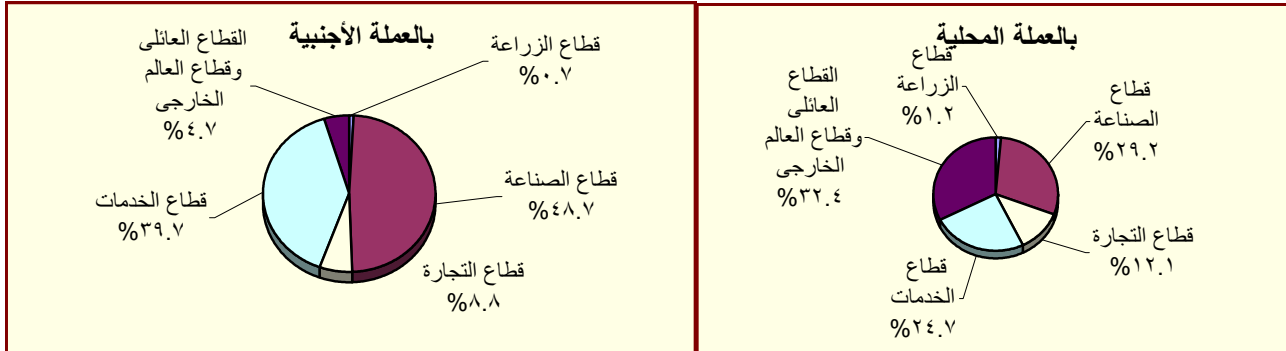 بالعملة المحلية
قطاع
الزراعة
١.٢%
قطاع
الصناعة
٢٩.٢%
قطاع التجارة
١٢.١%
قطاع
الخدمات
٢٤.٧%
القطاع
العائلى
وقطاع العالم
الخارجى
٣٢.٤%
بالعملة الأجنبية
قطاع الزراعة
٠.٧%
قطاع الصناعة
٤٨.٧%
قطاع التجارة
٨.٨%
قطاع الخدمات
٣٩.٧%
القطاع العائلى
وقطاع العالم
الخارجى
٤.٧%